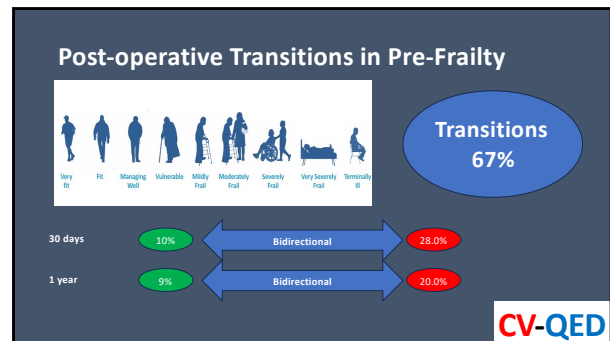 Post-operative Transitions in Pre-Frailty
Transitions
67%
Very fit
Fit
Managing Well
Vulnerable
Mildly Frail
Moderately Frail
Severely Frail
Very Severely Frail
Terminally Ill
30 days
10%
Bidirectional
28.0%
1 year
9%
Bidirectional
20.0%
CV-QED